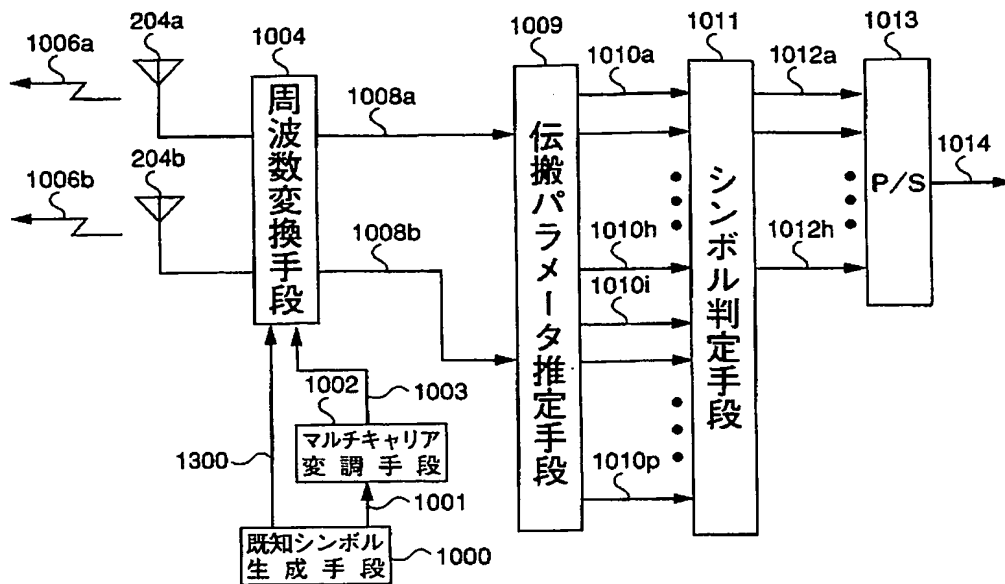 204a
1006a
1004
周波数変換手段
1008a
1009
伝搬パラメータ推定手段
1010a
1011
シンボル判定手段
1012a
1013
P/S
1014
204b
1006b
1008b
1010h
1012h
1010i
1002
1003
マルチキャリア
変調手段
1300
1001
1010p
既知シンボル
生成手段
1000